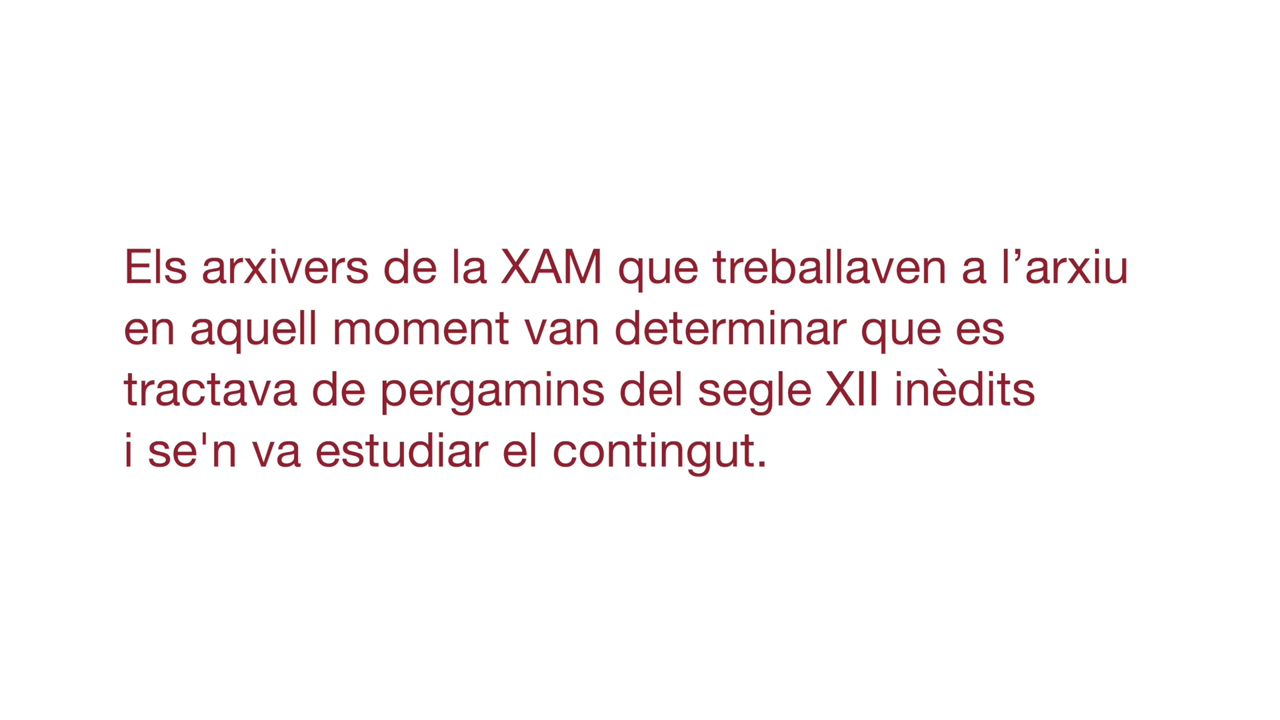 Els arxivers de la XAM que treballaven a l’arxiu
en aquell moment van determinar que es
tractava de pergamins del segle XII inèdits
i se'n va estudiar el contingut.